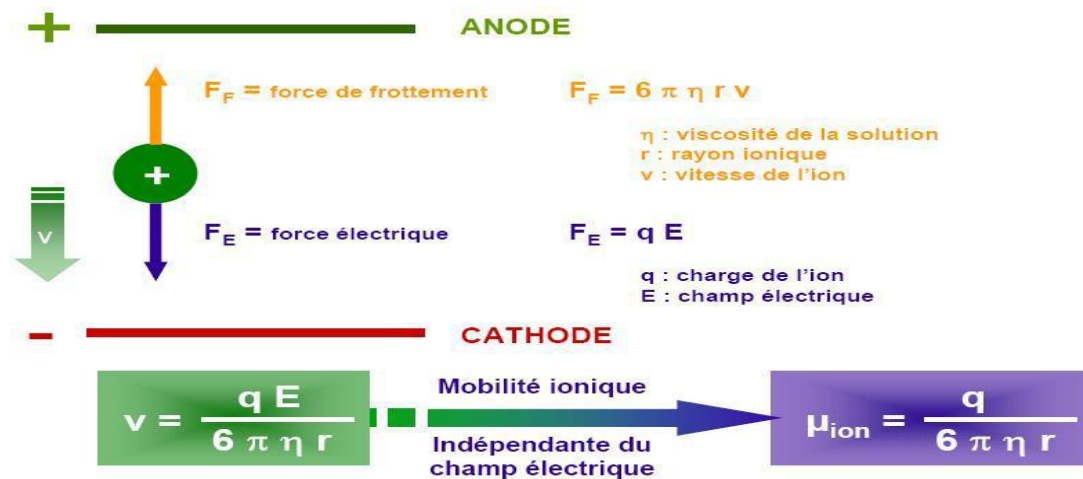 + ANODE
F_F = force de frottement F_F = 6 π η r v
η : viscosité de la solution
r : rayon ionique
v : vitesse de l'ion
+
v
F_E = force électrique F_E = q E
q : charge de l'ion
E : champ électrique
- CATHODE
v = q E / 6 π η r
Mobilité ionique
Indépendante du
champ électrique
μ_ion = q / 6 π η r